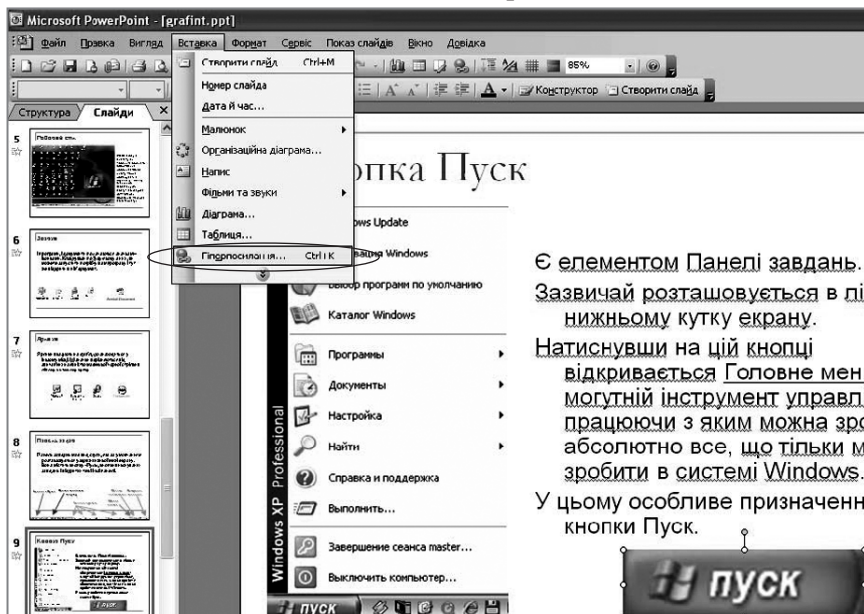 Microsoft PowerPoint - [grafint.ppt]
Файл Правка Вигляд Вставка Формат Сервіс Показ слайдів Вікно Довідка
85%
Конструктор Створити слайд
Структура Слайди
Створити слайд Ctrl+M
Номер слайда
Дата й час...
Малюнок
Організаційна діаграма...
Напис
Фільми та звуки
Діаграма...
Таблиця...
Гіперпосилання... Ctrl+K
5
6
7
8
9
Кнопка Пуск
опка Пуск
ows Update
Windows
Выбор программ по умолчанию
Каталог Windows
Программы
Документы
Настройка
Найти
Справка и поддержка
Выполнить...
Завершение сеанса master...
Выключить компьютер...
Windows XP Professional
пуск
Є елементом Панелі завдань.
Зазвичай розташовується в лі
нижньому кутку екрану.
Натиснувши на цій кнопці
відкривається Головне мен
могутній інструмент управл
працюючи з яким можна зро
абсолютно все, що тільки м
зробити в системі Windows.
У цьому особливе призначенн
кнопки Пуск.
пуск